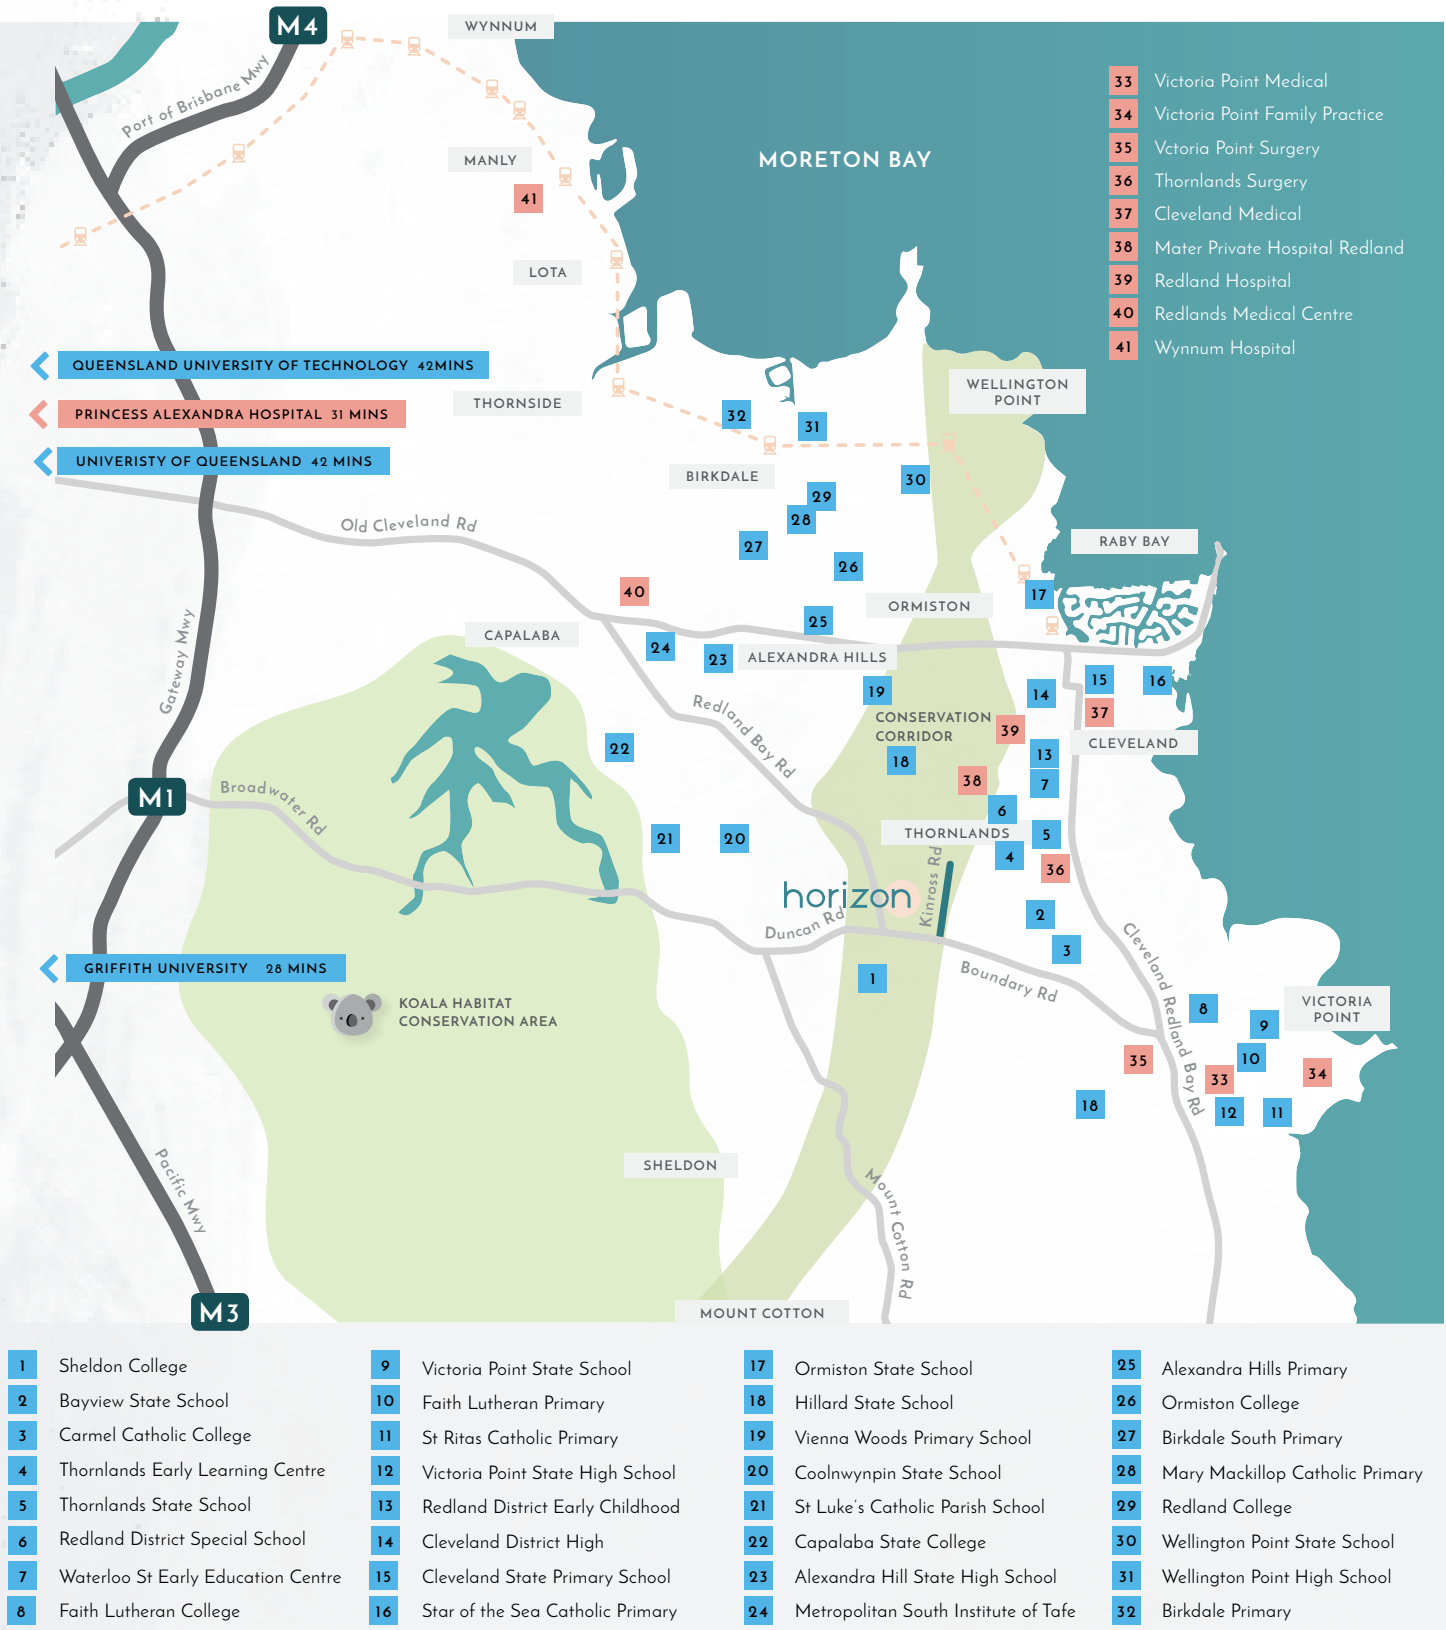 M4
WYNNUM
Port of Brisbane Mwy
MANLY
41
LOTA
MORETON BAY
33 Victoria Point Medical
34 Victoria Point Family Practice
35 Vctoria Point Surgery
36 Thornlands Surgery
37 Cleveland Medical
38 Mater Private Hospital Redland
39 Redland Hospital
40 Redlands Medical Centre
41 Wynnum Hospital
QUEENSLAND UNIVERSITY OF TECHNOLOGY 42MINS
PRINCESS ALEXANDRA HOSPITAL 31 MINS
UNIVERISTY OF QUEENSLAND 42 MINS
THORNSIDE
WELLINGTON
POINT
32
31
BIRKDALE
30
29
28
27
26
Old Cleveland Rd
RABY BAY
40
17
ORMISTON
25
CAPALABA
24
23
ALEXANDRA HILLS
Gateway Mwy
19
14
15
16
37
Redland Bay Rd
CONSERVATION
CORRIDOR
39
CLEVELAND
22
18
13
38
7
M1
Broadwater Rd
6
21
20
THORNLANDS
5
4
36
horizon
Kinross Rd
2
Duncan Rd
3
Cleveland Redland Bay Rd
GRIFFITH UNIVERSITY 28 MINS
1
Boundary Rd
KOALA HABITAT
CONSERVATION AREA
VICTORIA
POINT
8
9
10
35
33
34
18
12
11
Pacific Mwy
SHELDON
Mount Cotton Rd
M3
MOUNT COTTON
1 Sheldon College
2 Bayview State School
3 Carmel Catholic College
4 Thornlands Early Learning Centre
5 Thornlands State School
6 Redland District Special School
7 Waterloo St Early Education Centre
8 Faith Lutheran College
9 Victoria Point State School
10 Faith Lutheran Primary
11 St Ritas Catholic Primary
12 Victoria Point State High School
13 Redland District Early Childhood
14 Cleveland District High
15 Cleveland State Primary School
16 Star of the Sea Catholic Primary
17 Ormiston State School
18 Hillard State School
19 Vienna Woods Primary School
20 Coolnwynpin State School
21 St Luke's Catholic Parish School
22 Capalaba State College
23 Alexandra Hill State High School
24 Metropolitan South Institute of Tafe
25 Alexandra Hills Primary
26 Ormiston College
27 Birkdale South Primary
28 Mary Mackillop Catholic Primary
29 Redland College
30 Wellington Point State School
31 Wellington Point High School
32 Birkdale Primary